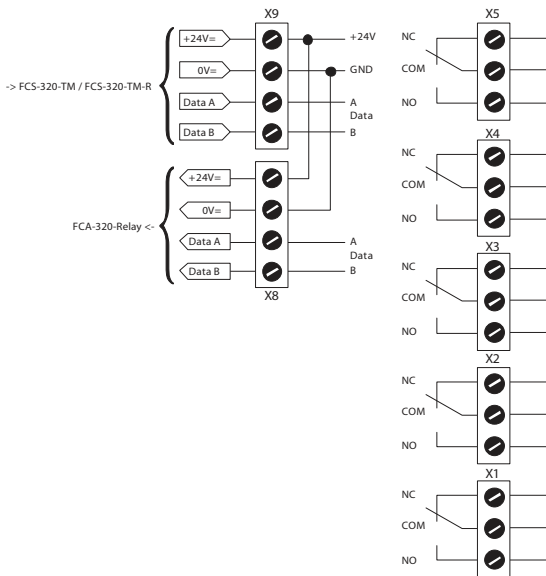 X9
+24V=
+24V
0V=
GND
-> FCS-320-TM / FCS-320-TM-R
Data A
A
Data
Data B
B
+24V=
0V=
FCA-320-Relay <-
Data A
A
Data
Data B
B
X8
X5
NC
COM
NO
X4
NC
COM
NO
X3
NC
COM
NO
X2
NC
COM
NO
X1
NC
COM
NO